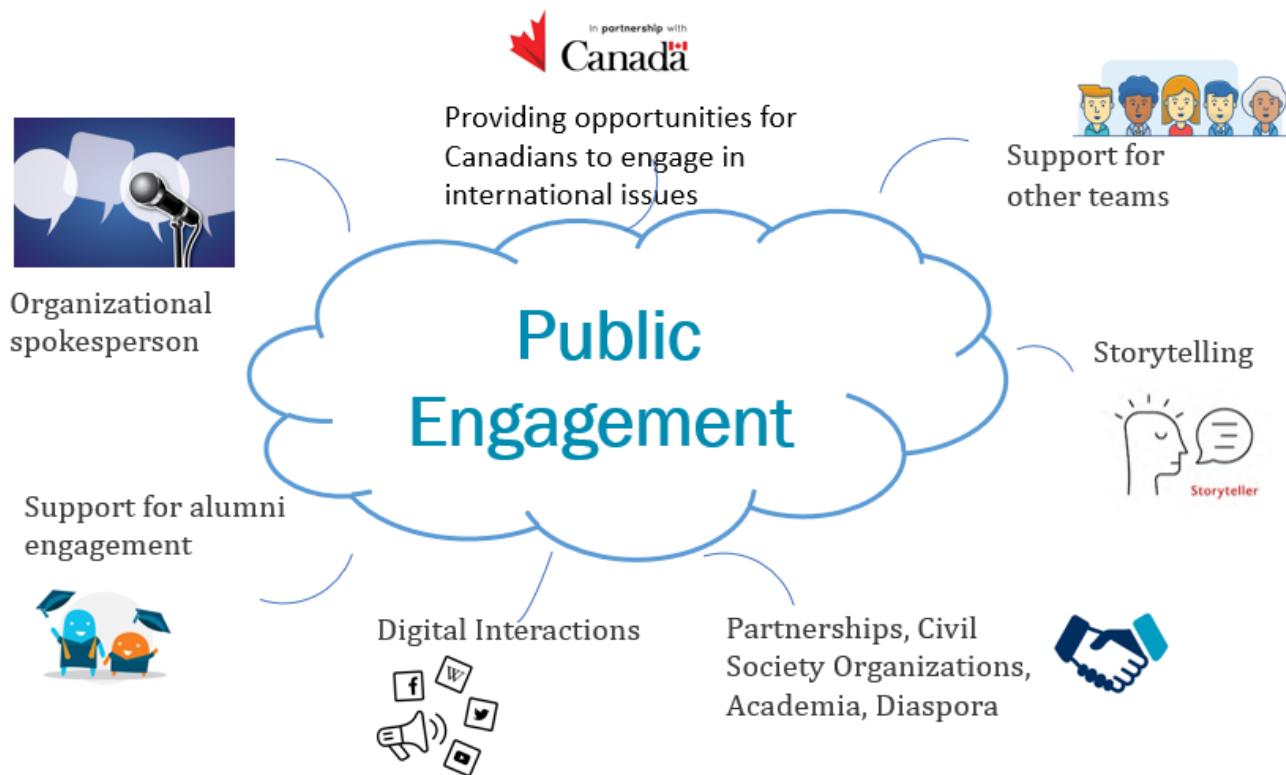 In partnership with
Canada
Providing opportunities for
Canadians to engage in
international issues
Support for
other teams
Organizational
spokesperson
Public
Engagement
Storytelling
Storyteller
Support for alumni
engagement
Digital Interactions
f
W
Partnerships, Civil
Society Organizations,
Academia, Diaspora